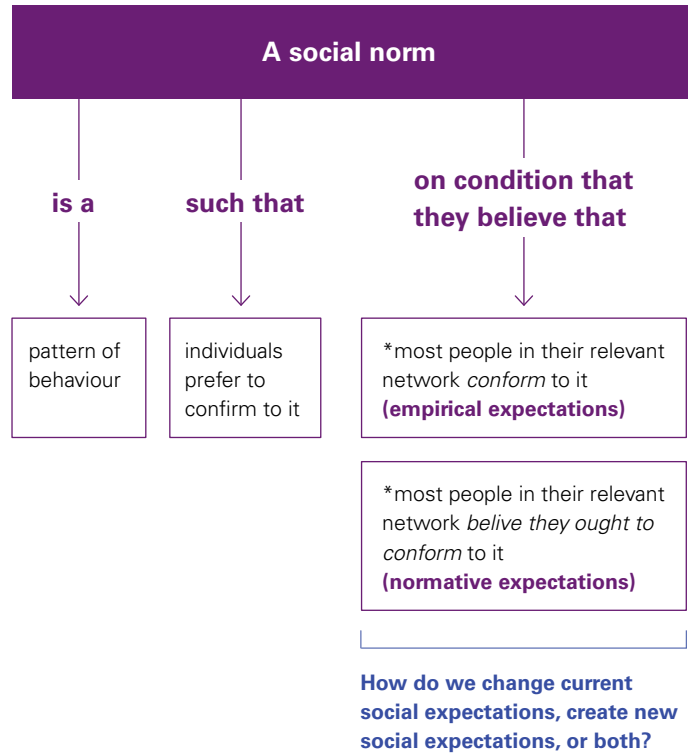 A social norm
is a
such that
on condition that
they believe that
pattern of
behaviour
individuals
prefer to
confirm to it
*most people in their relevant
network conform to it
(empirical expectations)
*most people in their relevant
network belive they ought to
conform to it
(normative expectations)
How do we change current
social expectations, create new
social expectations, or both?